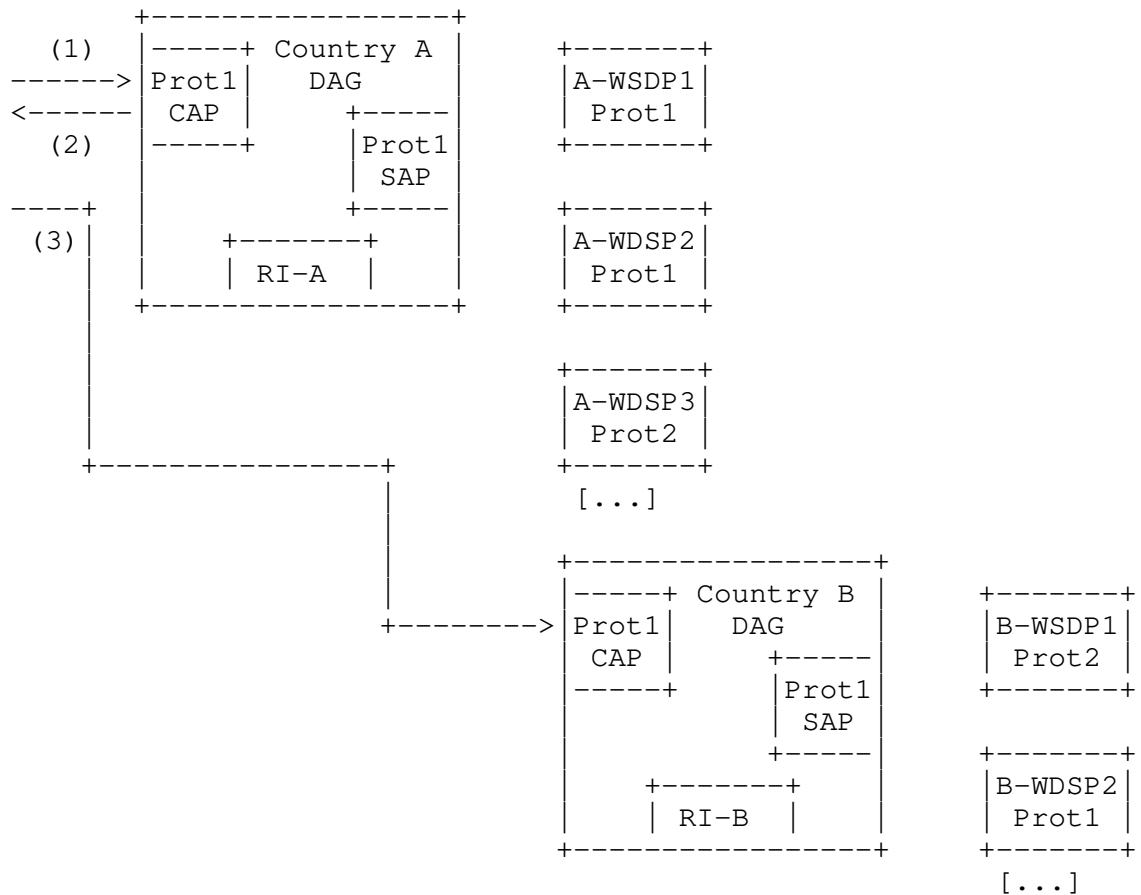 (1) Country A
Prot1 DAG A-WSDP1
CAP Prot1
(2) Prot1
SAP
(3) A-WDSP2
RI-A Prot1
A-WDSP3
Prot2
[...]
Country B
Prot1 DAG B-WSDP1
CAP Prot2
Prot1
SAP
B-WDSP2
RI-B Prot1
[...]